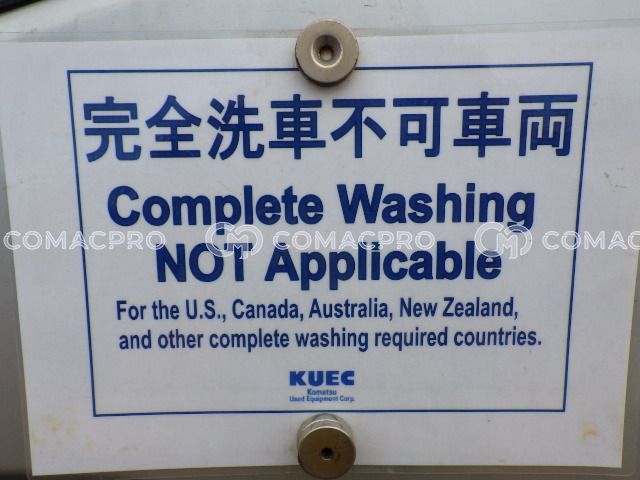 完全洗車不可車両
Complete Washing
COMACPRO COMACPRO COMACPRO
NOT Applicable
For the U.S., Canada, Australia, New Zealand,
and other complete washing required countries.
KUEC
Komatsu
Used Equipment Corp.